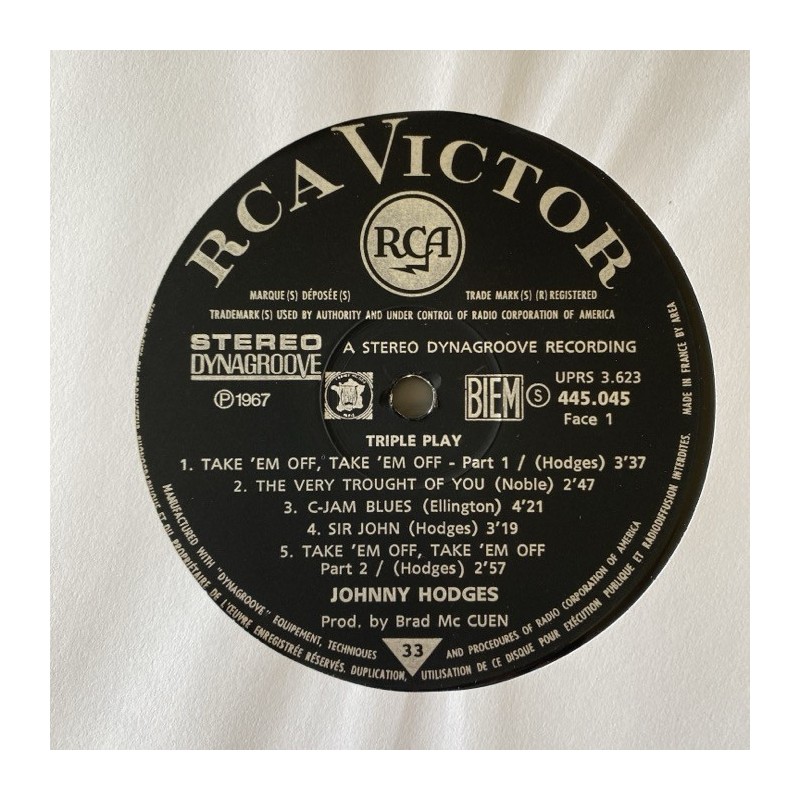 RCA VICTOR
RCA
MARQUE(S) DÉPOSÉE(S) TRADE MARK(S) (R) REGISTERED
TRADEMARK(S) USED BY AUTHORITY AND UNDER CONTROL OF RADIO CORPORATION OF AMERICA
STEREO
DYNAGROOVE
A STEREO DYNAGROOVE RECORDING
Ⓟ1967
BIEM
Ⓢ
UPRS 3.623
445.045
Face 1
TRIPLE PLAY
1. TAKE 'EM OFF, TAKE 'EM OFF - Part 1 / (Hodges) 3'37
2. THE VERY TROUGHT OF YOU (Noble) 2'47
3. C-JAM BLUES (Ellington) 4'21
4. SIR JOHN (Hodges) 3'19
5. TAKE 'EM OFF, TAKE 'EM OFF
Part 2 / (Hodges) 2'57
JOHNNY HODGES
Prod. by Brad Mc CUEN
33
MANUFACTURED WITH "DYNAGROOVE" EQUIPEMENT, TECHNIQUES AND PROCEDURES OF RADIO CORPORATION OF AMERICA
ET DU PROPRIÉTAIRE DE L'ŒUVRE ENREGISTRÉE RÉSERVÉS. DUPLICATION, UTILISATION DE CE DISQUE POUR EXÉCUTION PUBLIQUE ET RADIODIFFUSION INTERDITES.
MADE IN FRANCE BY AREA